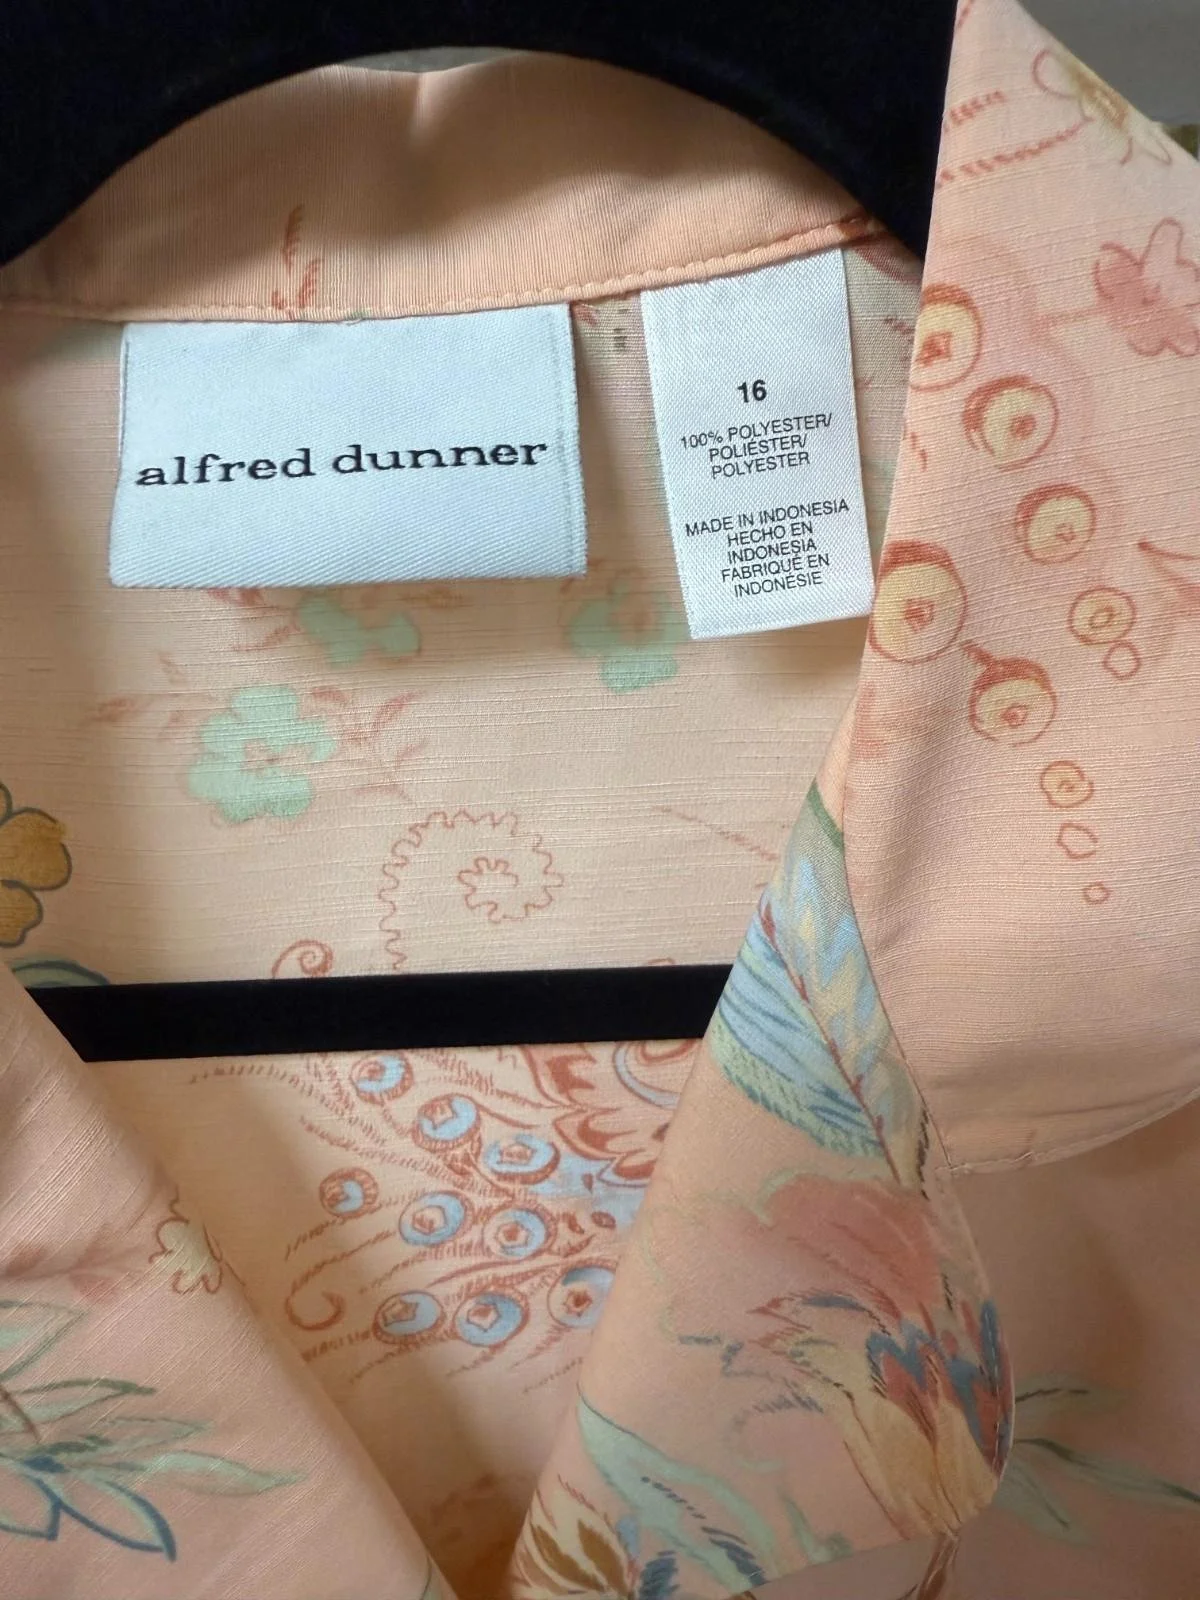 alfred dunner
16
100% POLYESTER/
POLIÉSTER/
POLYESTER
MADE IN INDONESIA
HECHO EN
INDONESIA
FABRIQUÉ EN
INDONÉSIE